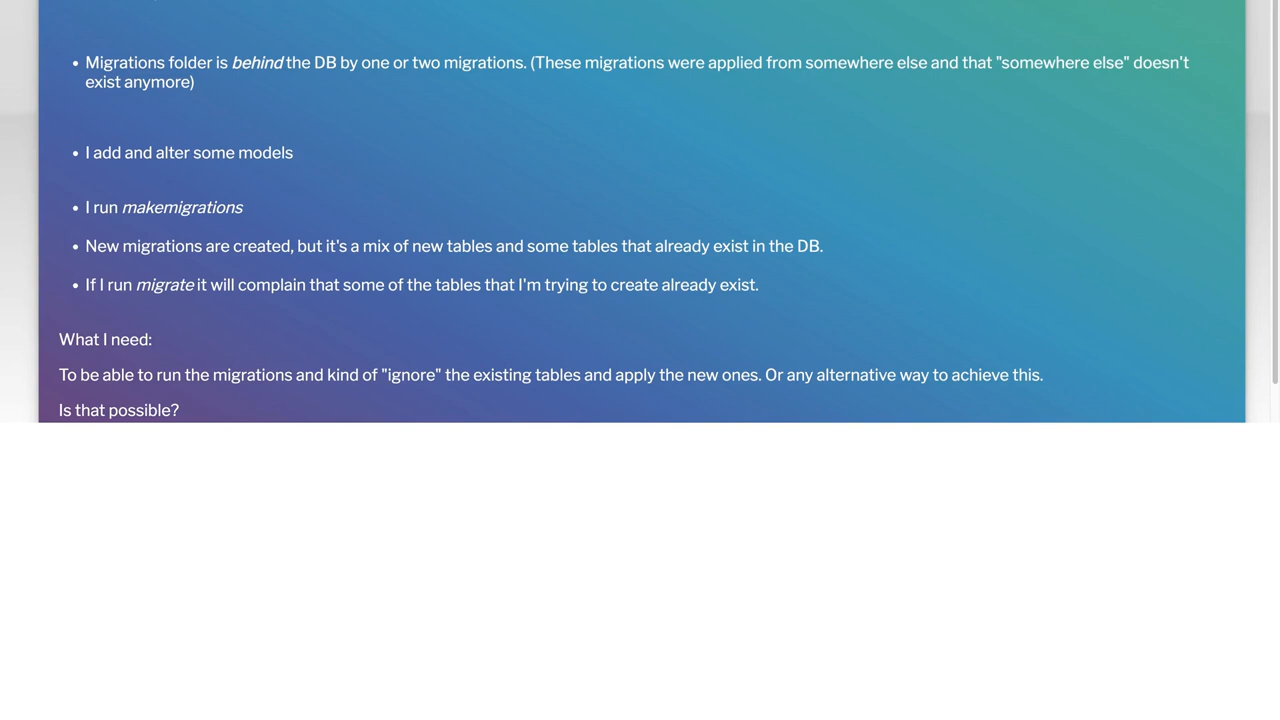 • Migrations folder is behind the DB by one or two migrations. (These migrations were applied from somewhere else and that "somewhere else" doesn't
exist anymore)
• I add and alter some models
• I run makemigrations
• New migrations are created, but it's a mix of new tables and some tables that already exist in the DB.
• If I run migrate it will complain that some of the tables that I'm trying to create already exist.
What I need:
To be able to run the migrations and kind of "ignore" the existing tables and apply the new ones. Or any alternative way to achieve this.
Is that possible?